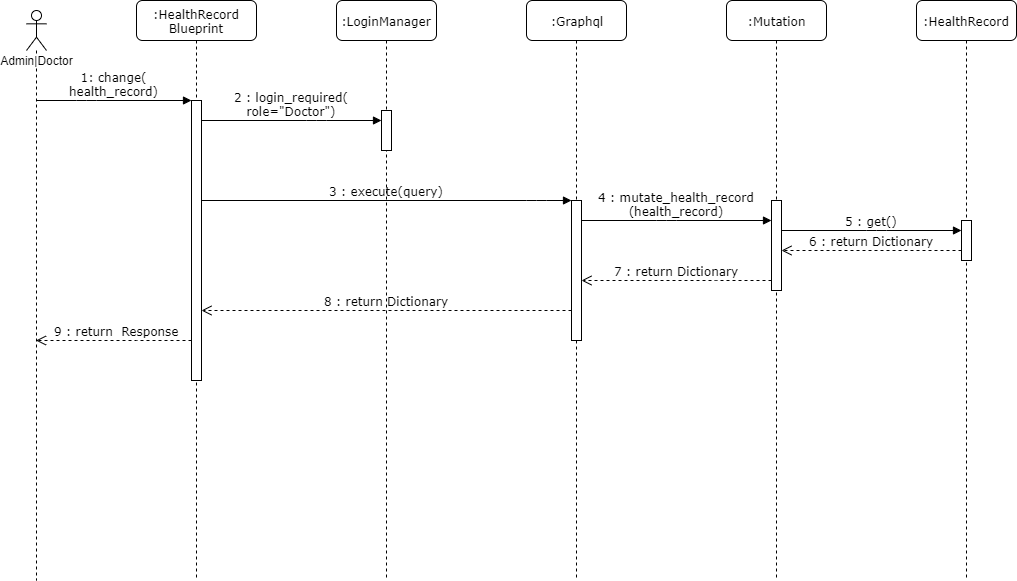 :HealthRecord
Blueprint
:LoginManager
:Graphql
:Mutation
:HealthRecord
Admin|Doctor
1: change(
health_record)
2 : login_required(
role="Doctor")
3 : execute(query)
4 : mutate_health_record
(health_record)
5 : get()
6 : return Dictionary
7 : return Dictionary
8 : return Dictionary
9 : return Response